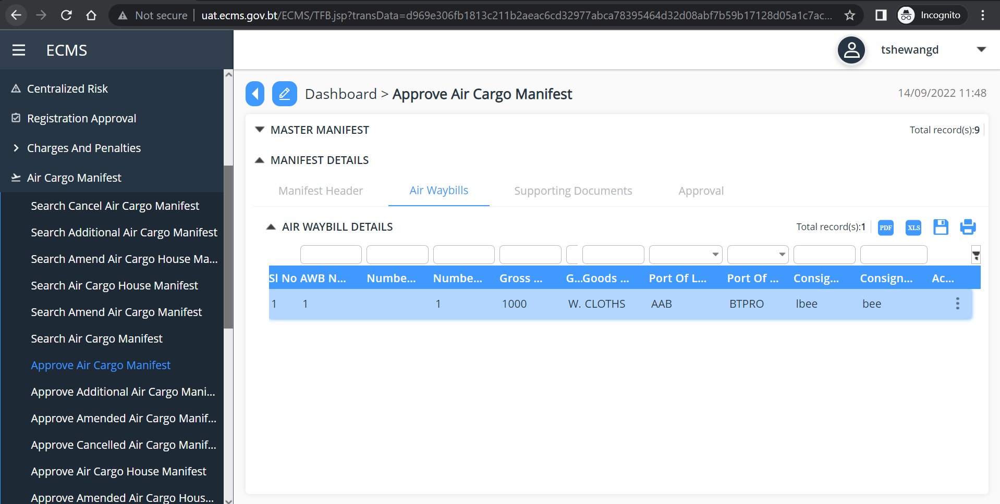 Not secure uat.ecms.gov.bt/ECMS/TFB.jsp?transData=d969e306fb1813c211b2aeac6cd32977abca78395464d32d08abf7b59b17128d05a1c7ac... Incognito
ECMS
tshewangd
Centralized Risk
Registration Approval
Charges And Penalties
Air Cargo Manifest
Search Cancel Air Cargo Manifest
Search Additional Air Cargo Manifest
Search Amend Air Cargo House Ma...
Search Air Cargo House Manifest
Search Amend Air Cargo Manifest
Search Air Cargo Manifest
Approve Air Cargo Manifest
Approve Additional Air Cargo Mani...
Approve Amended Air Cargo Manif...
Approve Cancelled Air Cargo Manif...
Approve Air Cargo House Manifest
Approve Amended Air Cargo Hous...
Dashboard > Approve Air Cargo Manifest
14/09/2022 11:48
MASTER MANIFEST
Total record(s):9
MANIFEST DETAILS
Manifest Header Air Waybills Supporting Documents Approval
AIR WAYBILL DETAILS
Total record(s):1 PDF XLS
Sl No AWB N... Numbe... Numbe... Gross ... G...Goods ... Port Of L... Port Of ... Consig... Consign... Ac...
1 1 1 1000 W. CLOTHS AAB BTPRO lbee bee